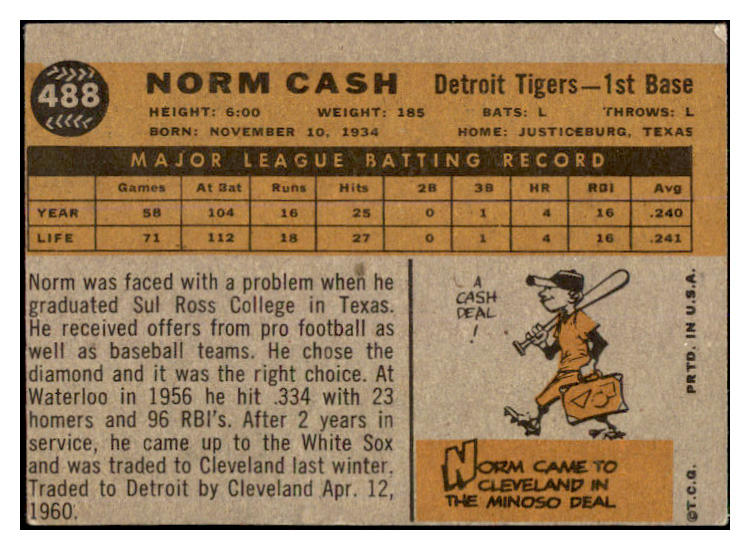 488
NORM CASH Detroit Tigers—1st Base
HEIGHT: 6:00 WEIGHT: 185 BATS: L THROWS: L
BORN: NOVEMBER 10, 1934 HOME: JUSTICEBURG, TEXAS
MAJOR LEAGUE BATTING RECORD
Games At Bat Runs Hits 2B 3B HR RBI Avg
YEAR 58 104 16 25 0 1 4 16 .240
LIFE 71 112 18 27 0 1 4 16 .241
Norm was faced with a problem when he
graduated Sul Ross College in Texas.
He received offers from pro football as
well as baseball teams. He chose the
diamond and it was the right choice. At
Waterloo in 1956 he hit .334 with 23
homers and 96 RBI's. After 2 years in
service, he came up to the White Sox
and was traded to Cleveland last winter.
Traded to Detroit by Cleveland Apr. 12,
1960.
A
CASH
DEAL
!
NORM CAME TO
CLEVELAND IN
THE MINOSO DEAL
PRTD. IN U.S.A.
©T.C.G.